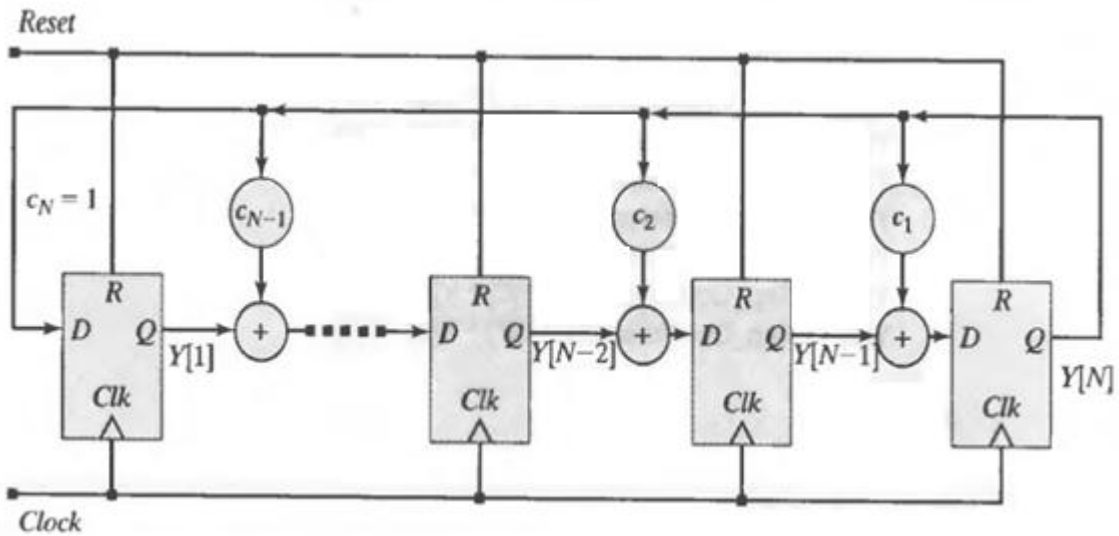 Reset
c_N = 1
c_{N-1}
c_2
c_1
R
R
R
R
D Q
+
D Q
+
D Q
+
D Q
Y[1]
Y[N-2]
Y[N-1]
Y[N]
Clk
Clk
Clk
Clk
Clock